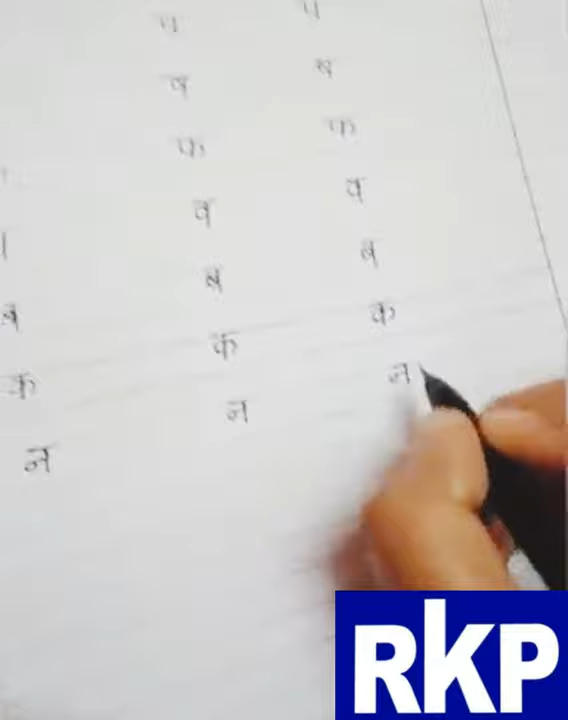 प प
ष ष
फ फ
व व
ब ब
ब
क क
क
न न
न
RKP